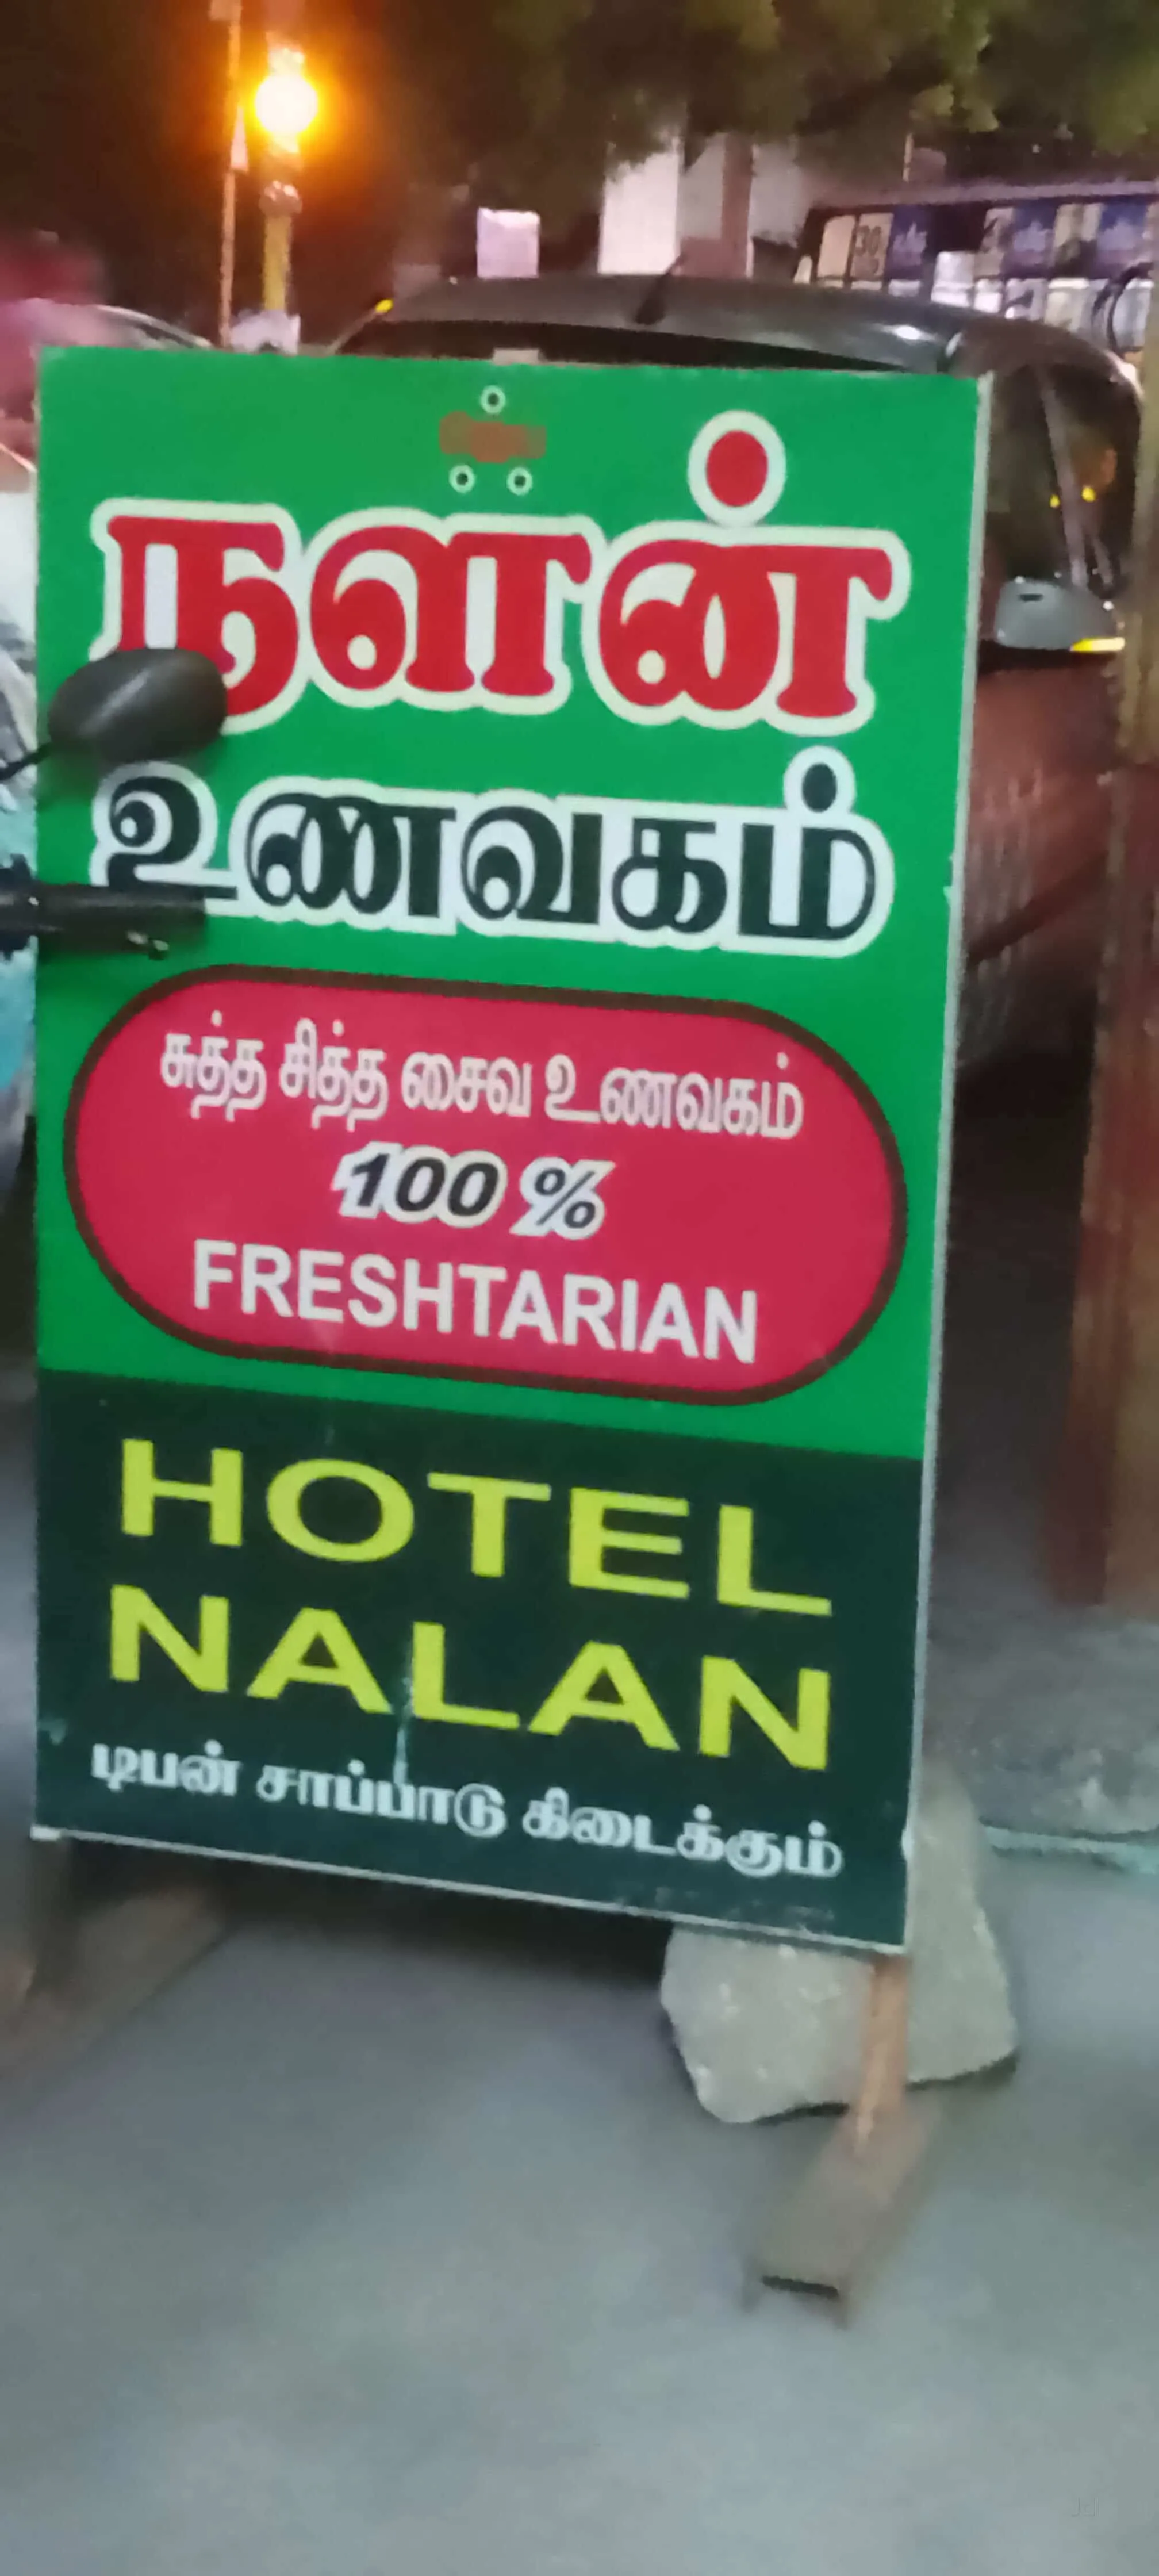 நளன்
உணவகம்
சுத்த சித்த சைவ உணவகம்
100 %
FRESHTARIAN
HOTEL
NALAN
டிபன் சாப்பாடு கிடைக்கும்